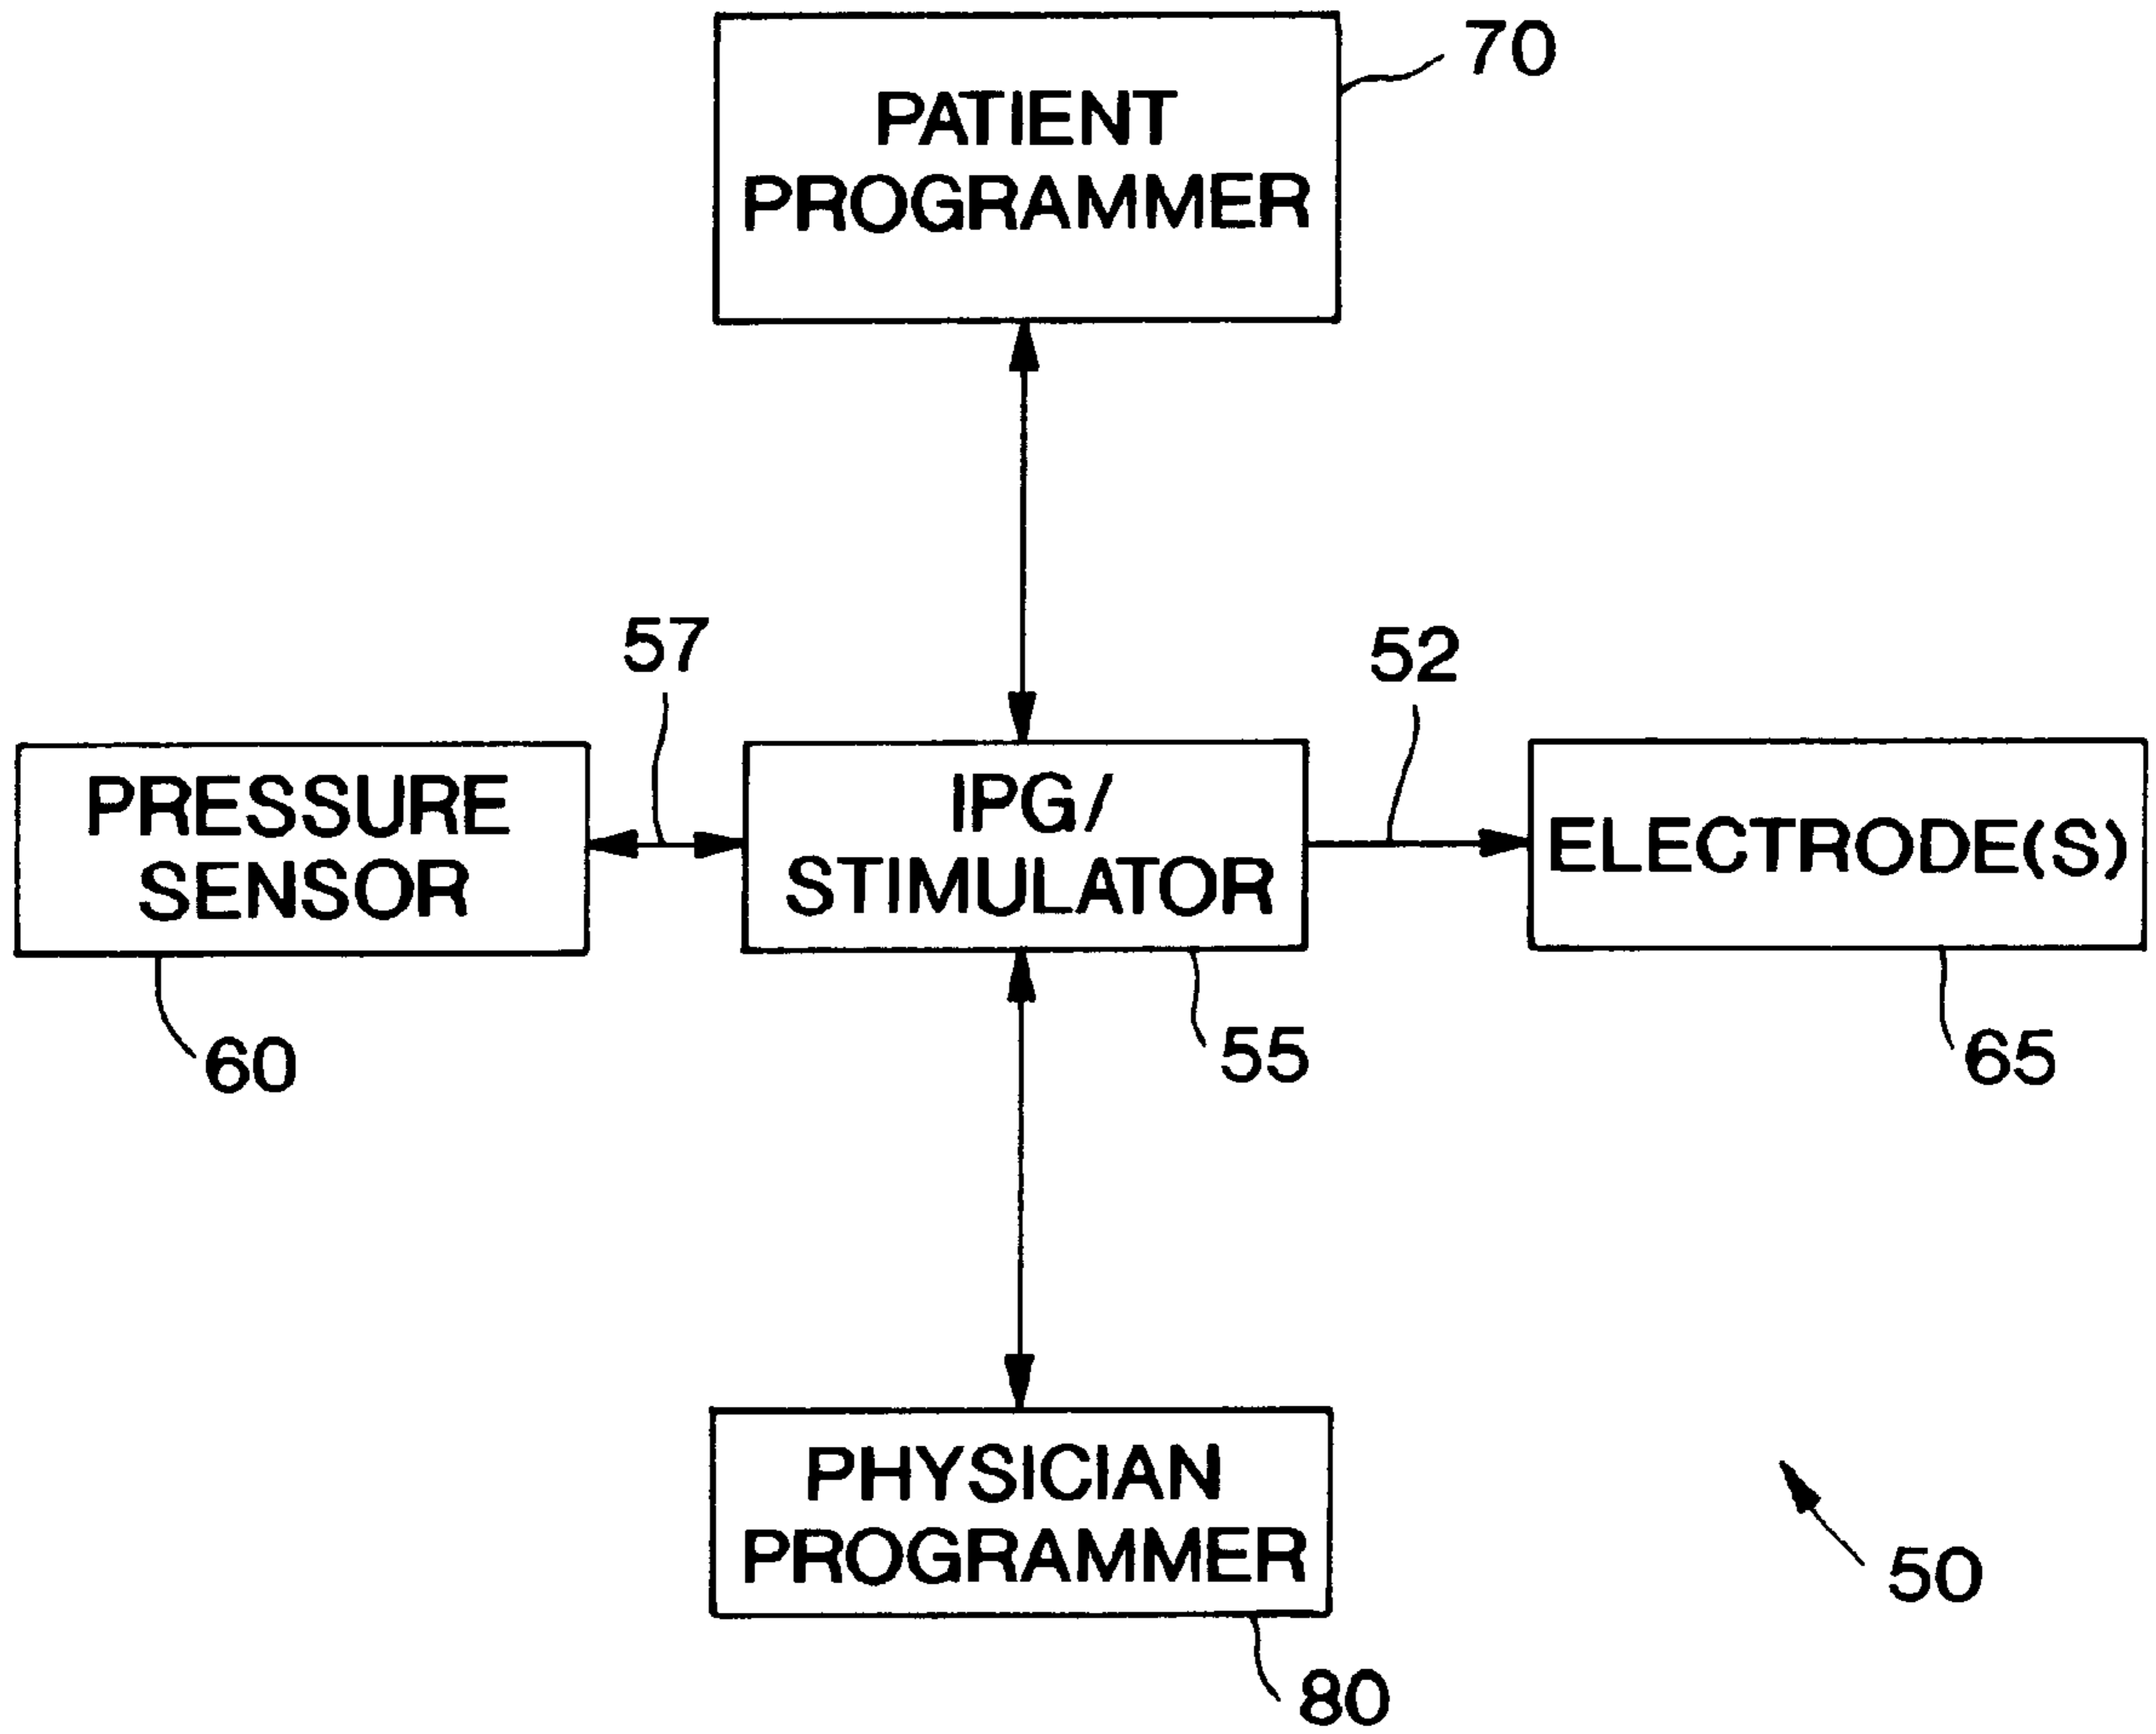 70
PATIENT
PROGRAMMER
57
52
PRESSURE
SENSOR
IPG/
STIMULATOR
ELECTRODE(S)
60
55
65
PHYSICIAN
PROGRAMMER
50
80